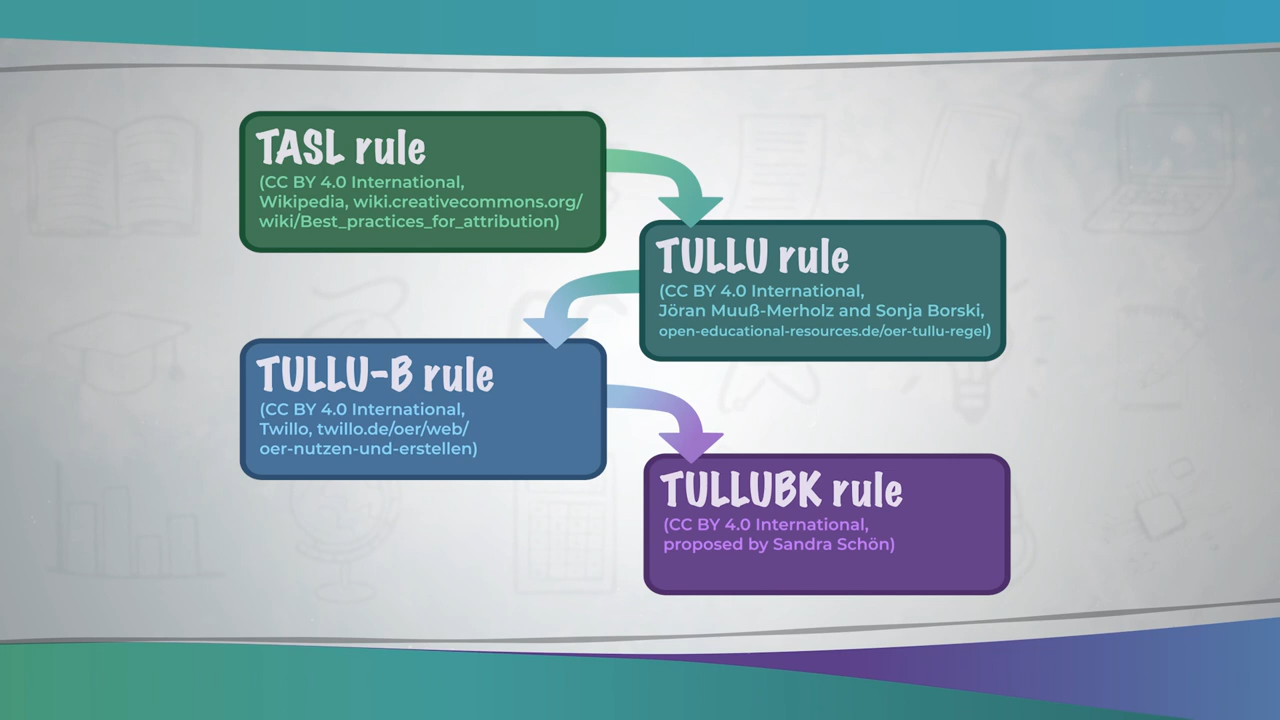 TASL rule
(CC BY 4.0 International,
Wikipedia, wiki.creativecommons.org/
wiki/Best_practices_for_attribution)
TULLU rule
(CC BY 4.0 International,
Jöran Muuß-Merholz and Sonja Borski,
open-educational-resources.de/oer-tullu-regel)
TULLU-B rule
(CC BY 4.0 International,
Twillo, twillo.de/oer/web/
oer-nutzen-und-erstellen)
TULLUBK rule
(CC BY 4.0 International,
proposed by Sandra Schön)